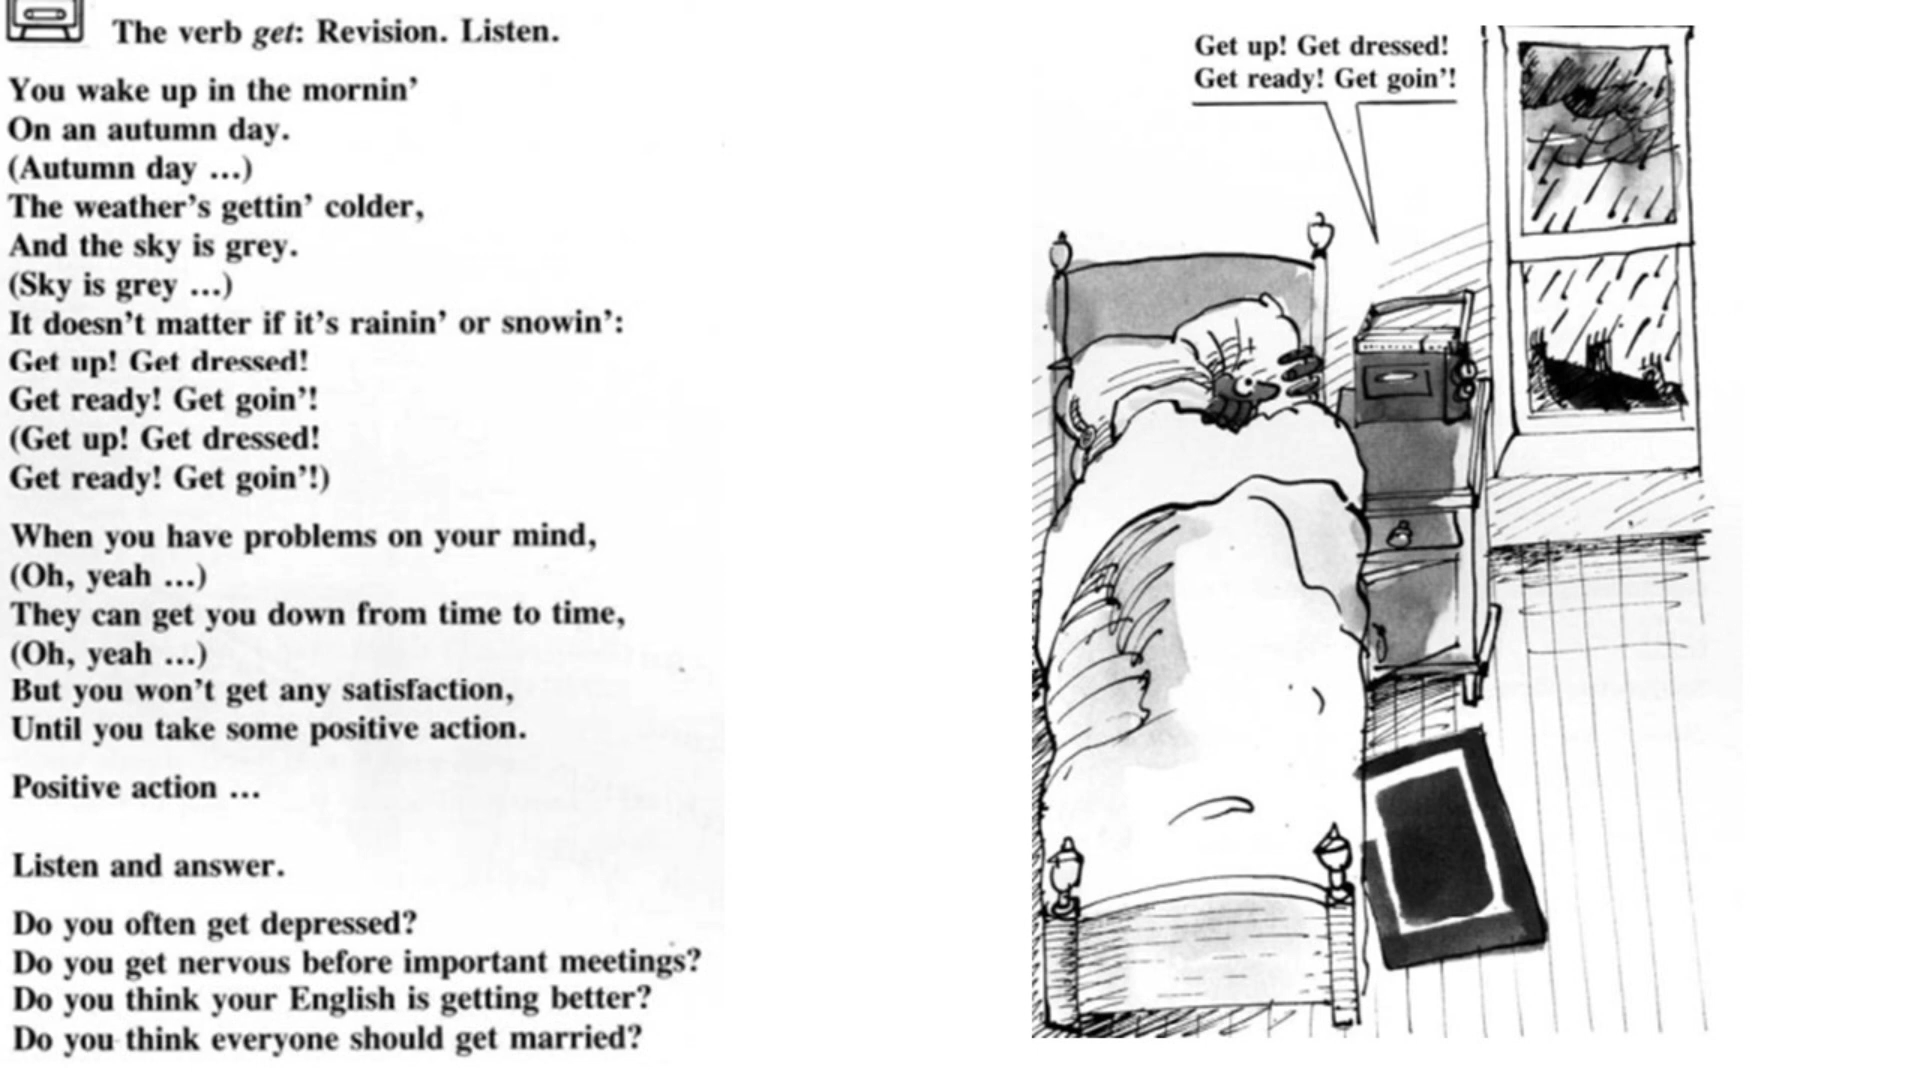 The verb get: Revision. Listen.
You wake up in the mornin'
On an autumn day.
(Autumn day ...)
The weather's gettin' colder,
And the sky is grey.
(Sky is grey ...)
It doesn't matter if it's rainin' or snowin':
Get up! Get dressed!
Get ready! Get goin'!
(Get up! Get dressed!
Get ready! Get goin'!)
When you have problems on your mind,
(Oh, yeah ...)
They can get you down from time to time,
(Oh, yeah ...)
But you won't get any satisfaction,
Until you take some positive action.
Positive action ...
Listen and answer.
Do you often get depressed?
Do you get nervous before important meetings?
Do you think your English is getting better?
Do you think everyone should get married?
Get up! Get dressed!
Get ready! Get goin'!